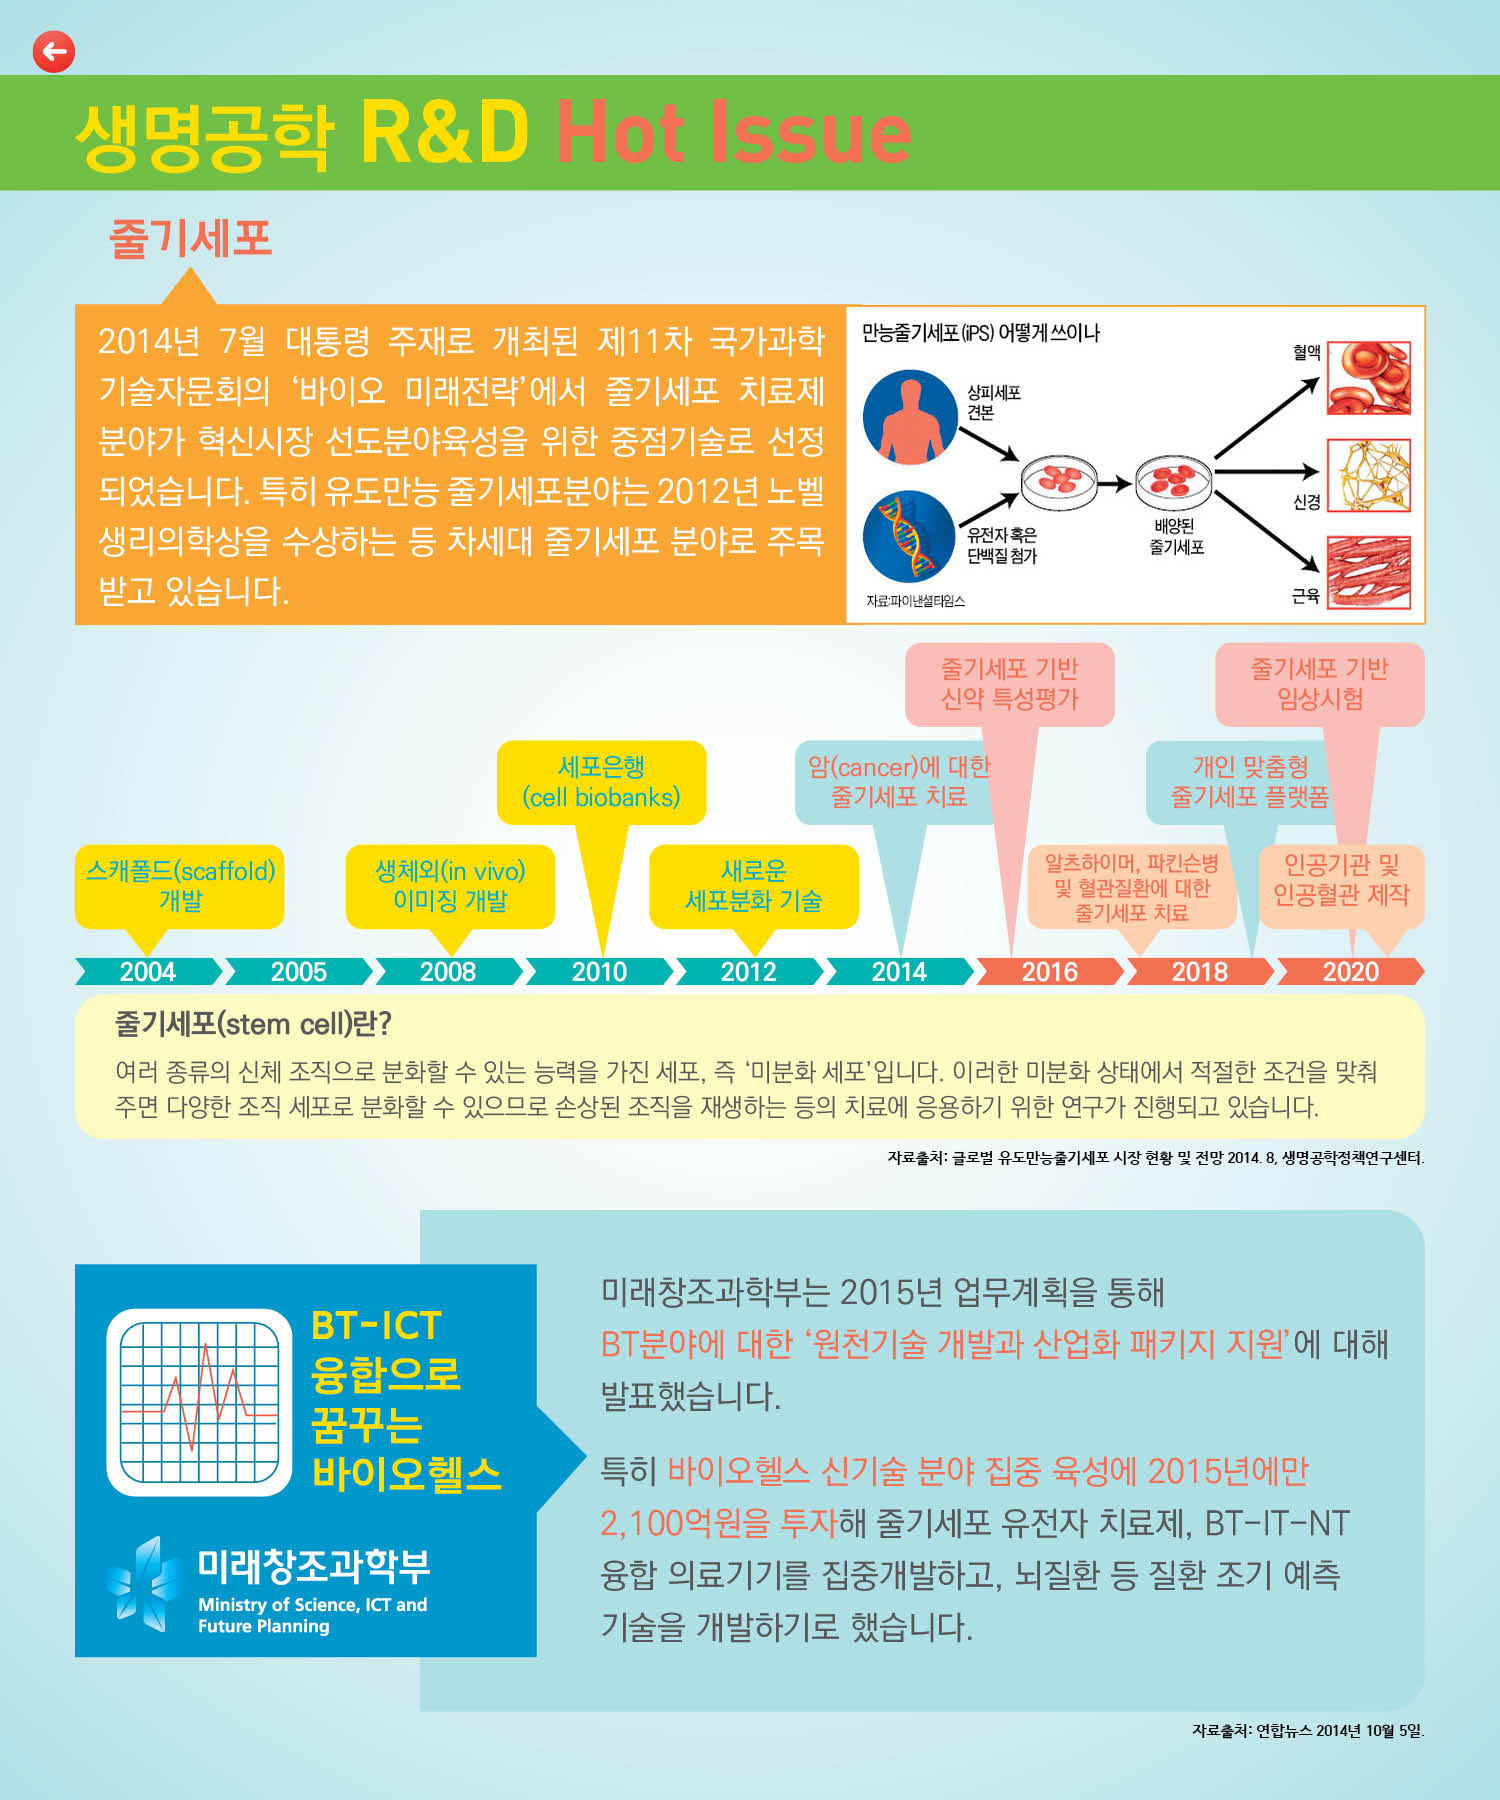 생명공학 R&D Hot Issue
줄기세포
2014년 7월 대통령 주재로 개최된 제11차 국가과학
기술자문회의 ‘바이오 미래전략’에서 줄기세포 치료제
분야가 혁신시장 선도분야육성을 위한 중점기술로 선정
되었습니다. 특히 유도만능 줄기세포분야는 2012년 노벨
생리의학상을 수상하는 등 차세대 줄기세포 분야로 주목
받고 있습니다.
만능줄기세포(iPS) 어떻게 쓰이나
상피세포
견본
유전자 혹은
단백질 첨가
배양된
줄기세포
혈액
신경
근육
자료:파이낸셜타임스
줄기세포 기반
신약 특성평가
줄기세포 기반
임상시험
세포은행
(cell biobanks)
암(cancer)에 대한
줄기세포 치료
개인 맞춤형
줄기세포 플랫폼
스캐폴드(scaffold)
개발
생체외(in vivo)
이미징 개발
새로운
세포분화 기술
알츠하이머, 파킨슨병
및 혈관질환에 대한
줄기세포 치료
인공기관 및
인공혈관 제작
2004 2005 2008 2010 2012 2014 2016 2018 2020
줄기세포(stem cell)란?
여러 종류의 신체 조직으로 분화할 수 있는 능력을 가진 세포, 즉 ‘미분화 세포’입니다. 이러한 미분화 상태에서 적절한 조건을 맞춰
주면 다양한 조직 세포로 분화할 수 있으므로 손상된 조직을 재생하는 등의 치료에 응용하기 위한 연구가 진행되고 있습니다.
자료출처: 글로벌 유도만능줄기세포 시장 현황 및 전망 2014. 8, 생명공학정책연구센터.
BT-ICT
융합으로
꿈꾸는
바이오헬스
미래창조과학부
Ministry of Science, ICT and
Future Planning
미래창조과학부는 2015년 업무계획을 통해
BT분야에 대한 ‘원천기술 개발과 산업화 패키지 지원’에 대해
발표했습니다.
특히 바이오헬스 신기술 분야 집중 육성에 2015년에만
2,100억원을 투자해 줄기세포 유전자 치료제, BT-IT-NT
융합 의료기기를 집중개발하고, 뇌질환 등 질환 조기 예측
기술을 개발하기로 했습니다.
자료출처: 연합뉴스 2014년 10월 5일.